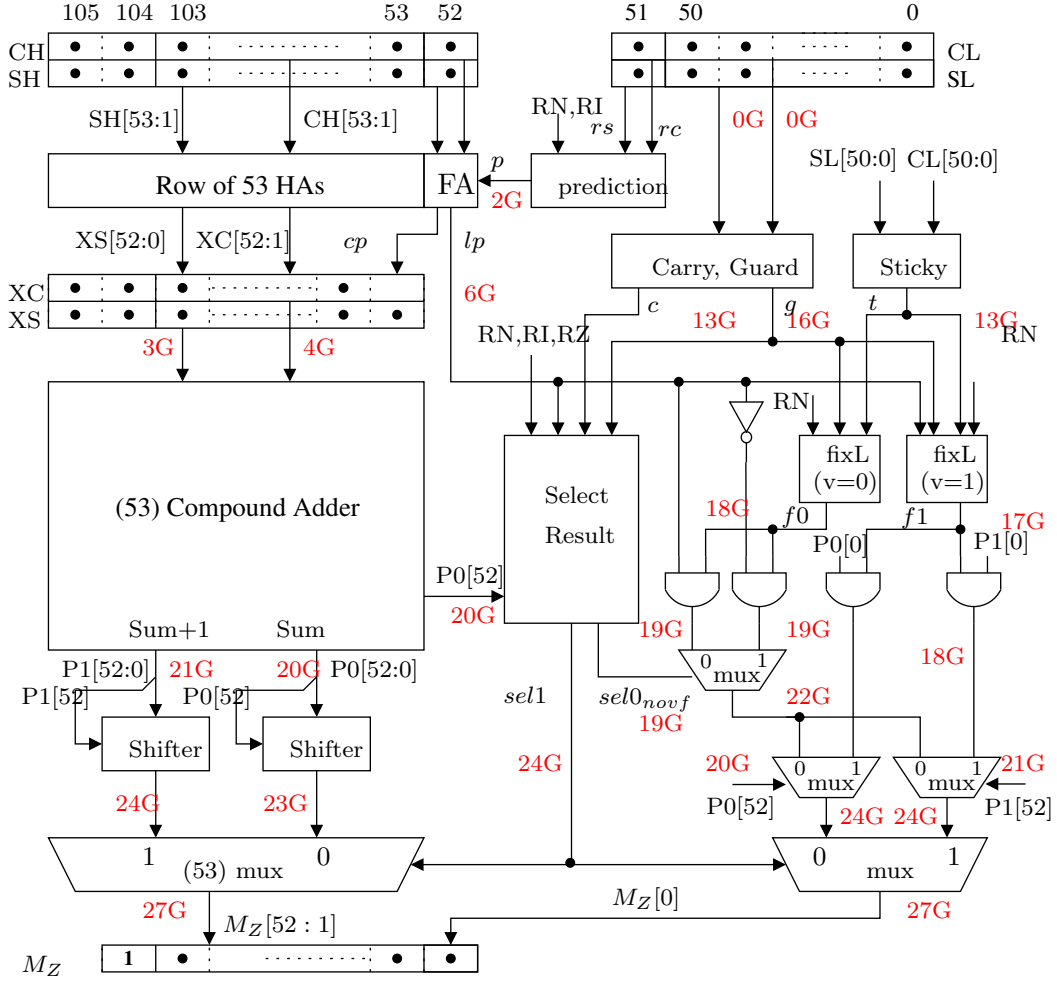 105 104 103 53 52 51 50 0
CH CL
SH SL
SH[53:1] CH[53:1] RN,RI rs rc 0G 0G
SL[50:0] CL[50:0]
Row of 53 HAs FA p prediction
2G
XS[52:0] XC[52:1] cp lp
Carry, Guard Sticky
XC 6G c g t
XS 13G 16G 13G
3G 4G RN,RI,RZ RN
RN
fixL fixL
(v=0) (v=1)
Select
Result
(53) Compound Adder
18G f0 f1 17G
P0[0] P1[0]
P0[52]
20G
19G 19G
Sum+1 Sum
0 1
18G
P1[52:0] 21G 20G P0[52:0]
mux
P1[52] P0[52] sel1 sel0novf 22G
19G
Shifter Shifter
0 1 0 1
20G 24G 21G
mux mux
P0[52] P1[52]
24G 23G 24G 24G
1 0 0 1
(53) mux mux
27G MZ[0] 27G
MZ[52 : 1]
MZ 1